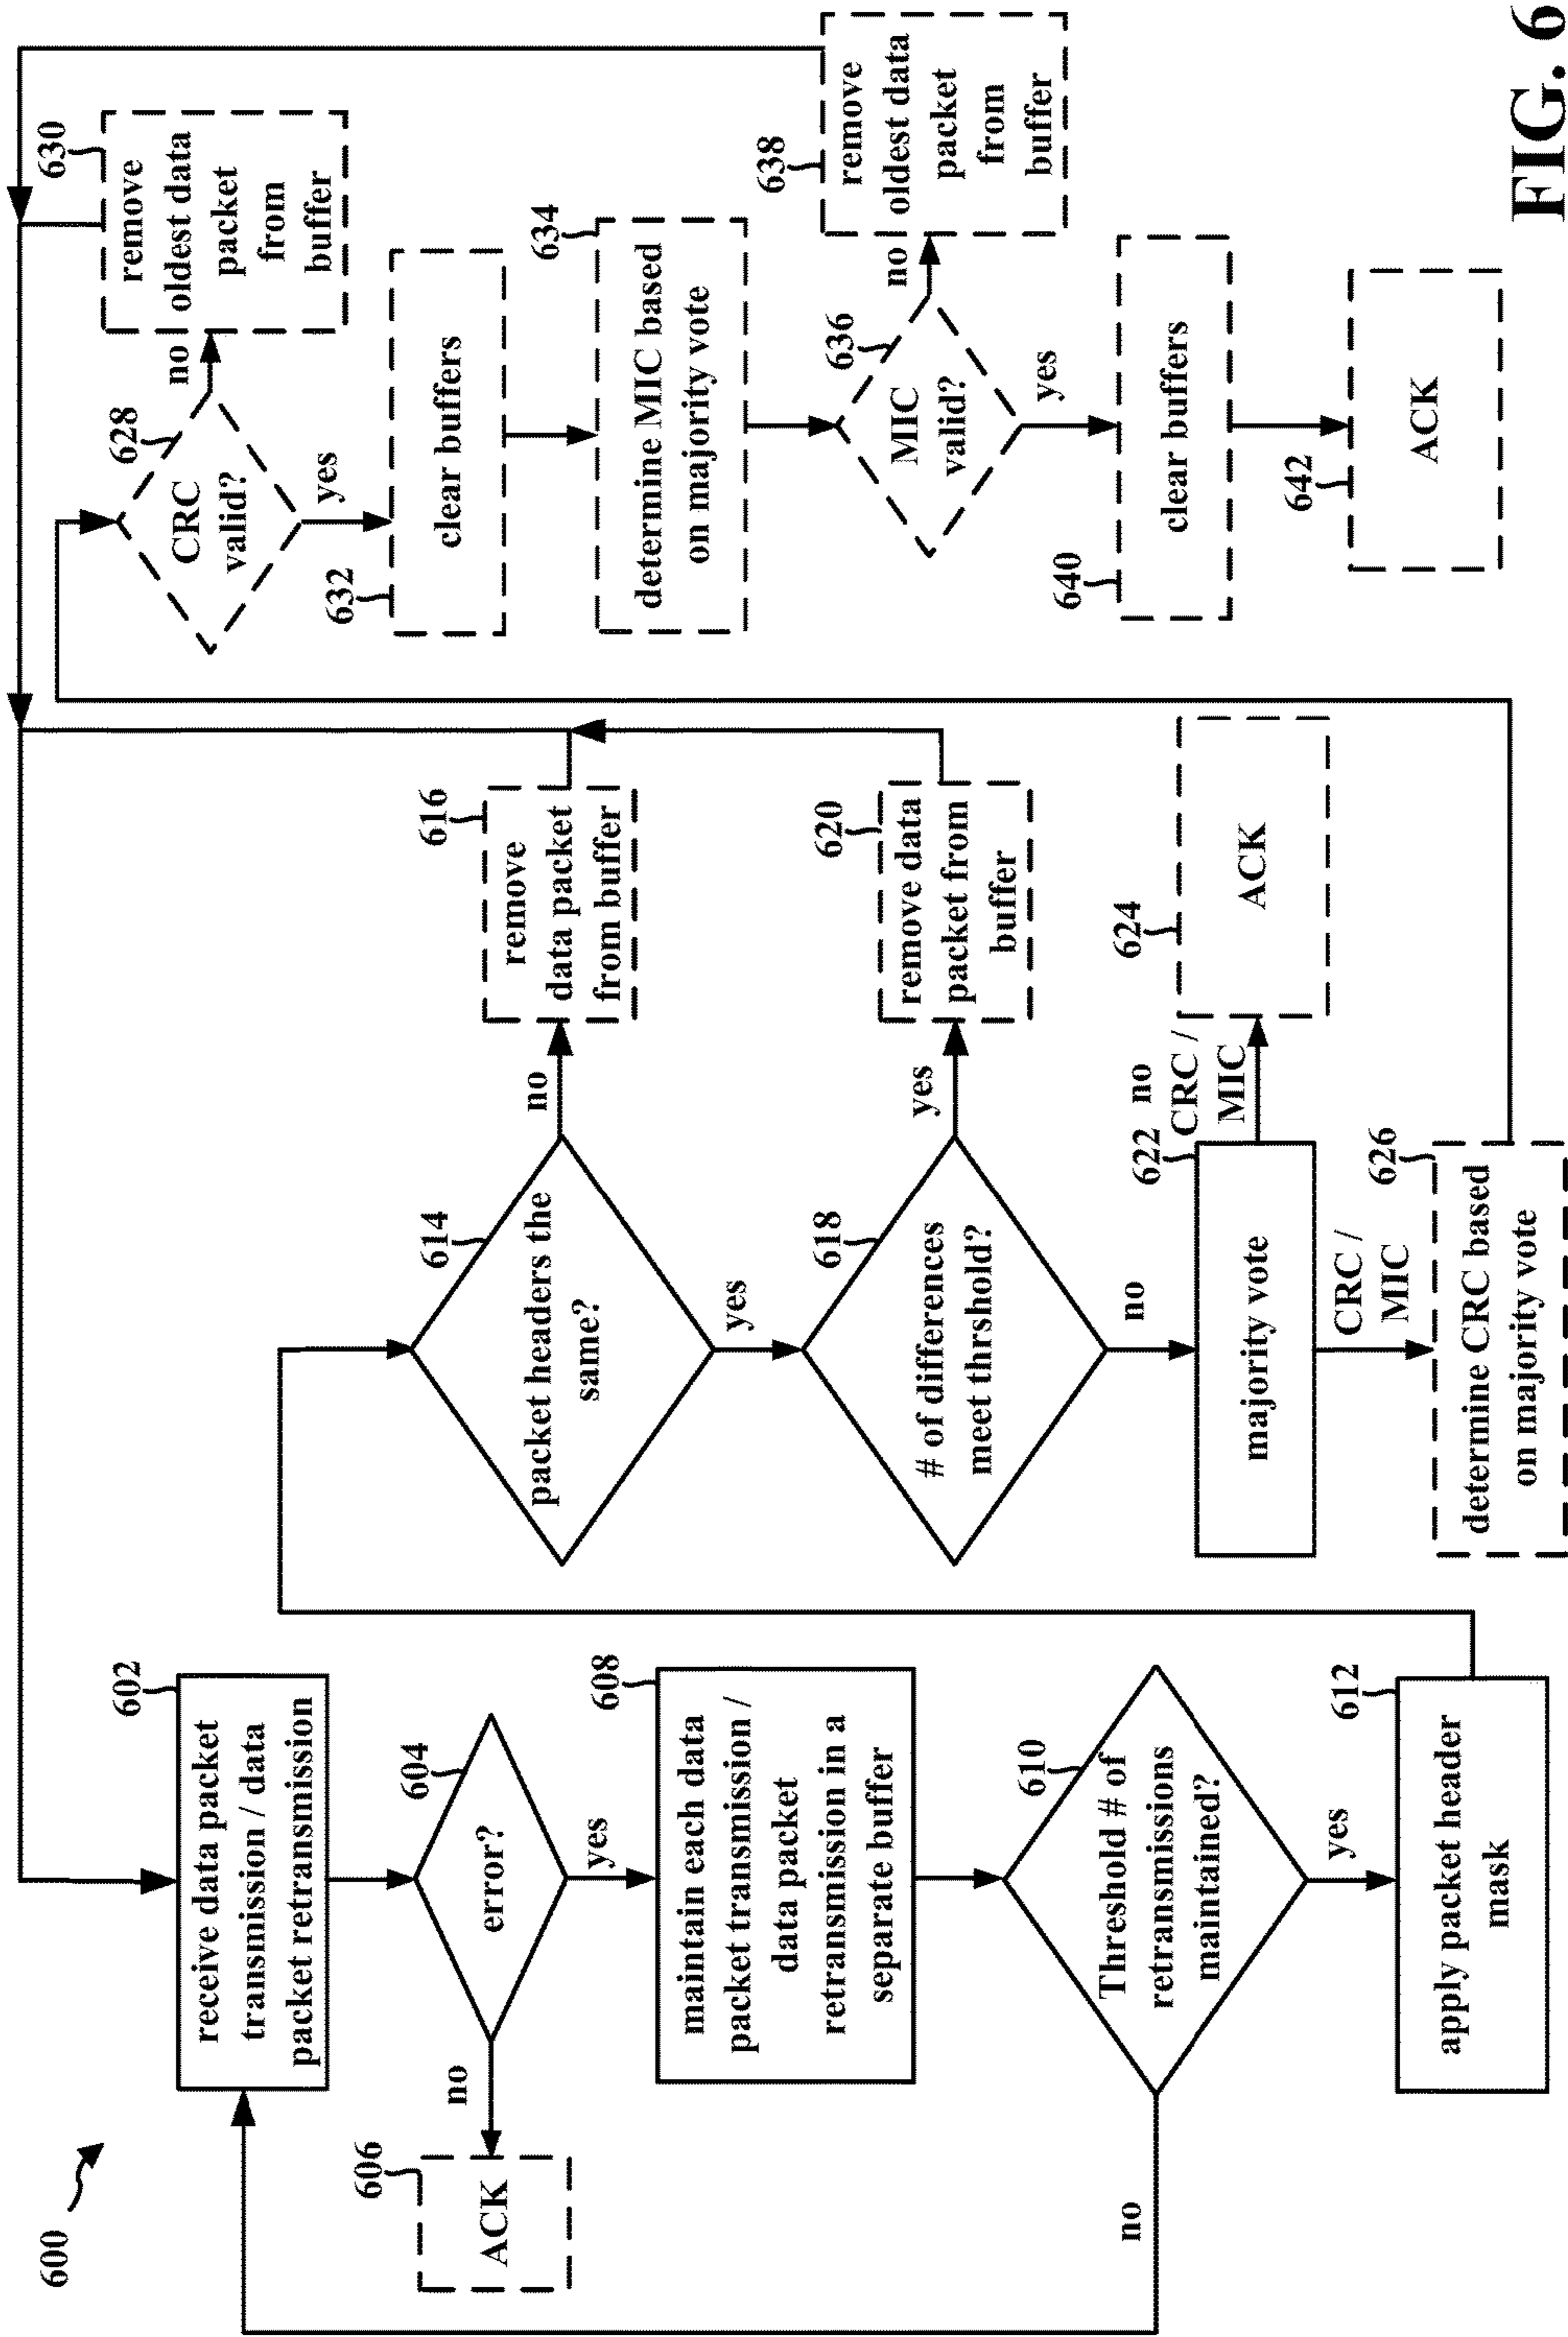 600
602
receive data packet
transmission / data
packet retransmission
604
error?
no
606
ACK
yes
608
maintain each data
packet transmission /
data packet
retransmission in a
separate buffer
610
Threshold # of
retransmissions
maintained?
no
yes
612
apply packet header
mask
614
packet headers the
same?
no
616
remove
data packet
from buffer
yes
618
# of differences
meet thrshold?
yes
620
remove data
packet from
buffer
no
622
majority vote
no
CRC /
MIC
624
ACK
CRC /
MIC
626
determine CRC based
on majority vote
628
CRC
valid?
no
630
remove
oldest data
packet
from
buffer
yes
632
clear buffers
634
determine MIC based
on majority vote
636
MIC
valid?
no
638
remove
oldest data
packet
from
buffer
yes
640
clear buffers
642
ACK
FIG. 6